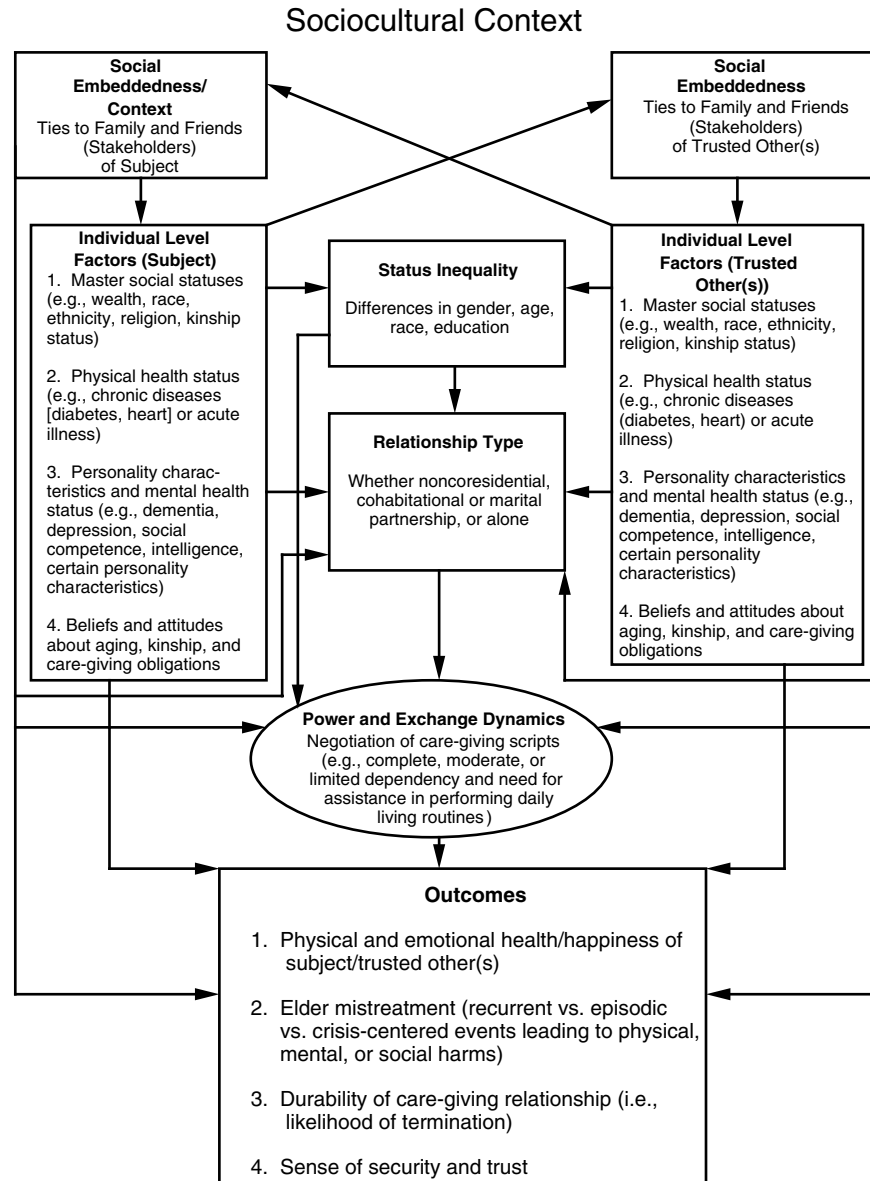 Sociocultural Context
Social
Embeddedness/
Context
Ties to Family and Friends
(Stakeholders)
of Subject
Social
Embeddedness
Ties to Family and Friends
(Stakeholders)
of Trusted Other(s)
Individual Level
Factors (Subject)
1. Master social statuses
(e.g., wealth, race,
ethnicity, religion, kinship
status)
2. Physical health status
(e.g., chronic diseases
[diabetes, heart] or acute
illness)
3. Personality charac-
teristics and mental health
status (e.g., dementia,
depression, social
competence, intelligence,
certain personality
characteristics)
4. Beliefs and attitudes
about aging, kinship, and
care-giving obligations
Status Inequality
Differences in gender, age,
race, education
Relationship Type
Whether noncoresidential,
cohabitational or marital
partnership, or alone
Individual Level
Factors (Trusted
Other(s))
1. Master social statuses
(e.g., wealth, race, ethnicity,
religion, kinship status)
2. Physical health status
(e.g., chronic diseases
(diabetes, heart) or acute
illness)
3. Personality characteristics
and mental health status (e.g.,
dementia, depression, social
competence, intelligence,
certain personality
characteristics)
4. Beliefs and attitudes about
aging, kinship, and care-giving
obligations
Power and Exchange Dynamics
Negotiation of care-giving scripts
(e.g., complete, moderate, or
limited dependency and need for
assistance in performing daily
living routines)
Outcomes
1. Physical and emotional health/happiness of
subject/trusted other(s)
2. Elder mistreatment (recurrent vs. episodic
vs. crisis-centered events leading to physical,
mental, or social harms)
3. Durability of care-giving relationship (i.e.,
likelihood of termination)
4. Sense of security and trust